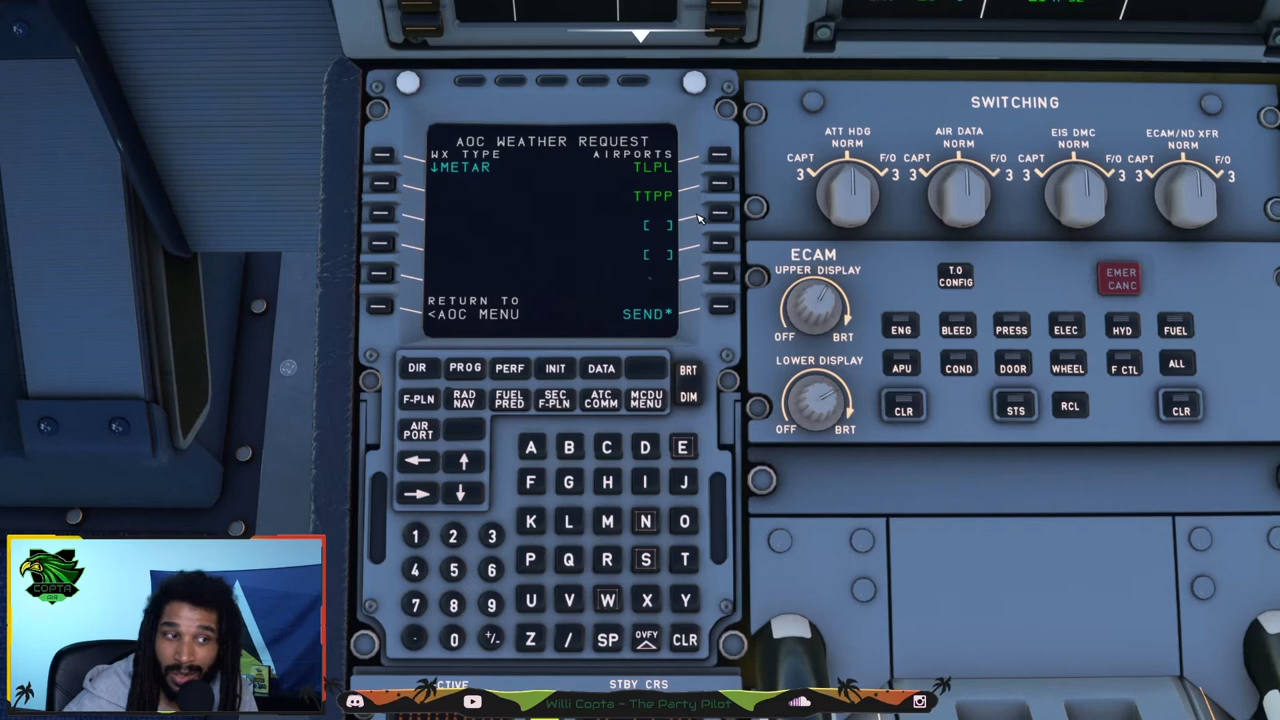 AOC WEATHER REQUEST
WX TYPE AIRPORTS
↓METAR TLPL
TTPP
[ ]
[ ]
RETURN TO
<AOC MENU SEND*
DIR PROG PERF INIT DATA
BRT
DIM
F-PLN RAD NAV FUEL PRED SEC F-PLN ATC COMM MCDU MENU
AIR PORT
← ↑
→ ↓
A B C D E
F G H I J
K L M N O
P Q R S T
U V W X Y
Z / SP OVFY CLR
1 2 3
4 5 6
7 8 9
. 0 +/-
CTIVE STBY CRS
SWITCHING
ATT HDG AIR DATA EIS DMC ECAM/ND XFR
NORM NORM NORM NORM
CAPT F/O CAPT F/O CAPT F/O CAPT F/O
3 3 3 3 3 3 3 3
ECAM
UPPER DISPLAY
OFF BRT
LOWER DISPLAY
OFF BRT
T.O CONFIG
EMER CANC
ENG BLEED PRESS ELEC HYD FUEL
APU COND DOOR WHEEL F CTL ALL
CLR STS RCL CLR
COPTA
AIR
Willi Copta - The Party Pilot